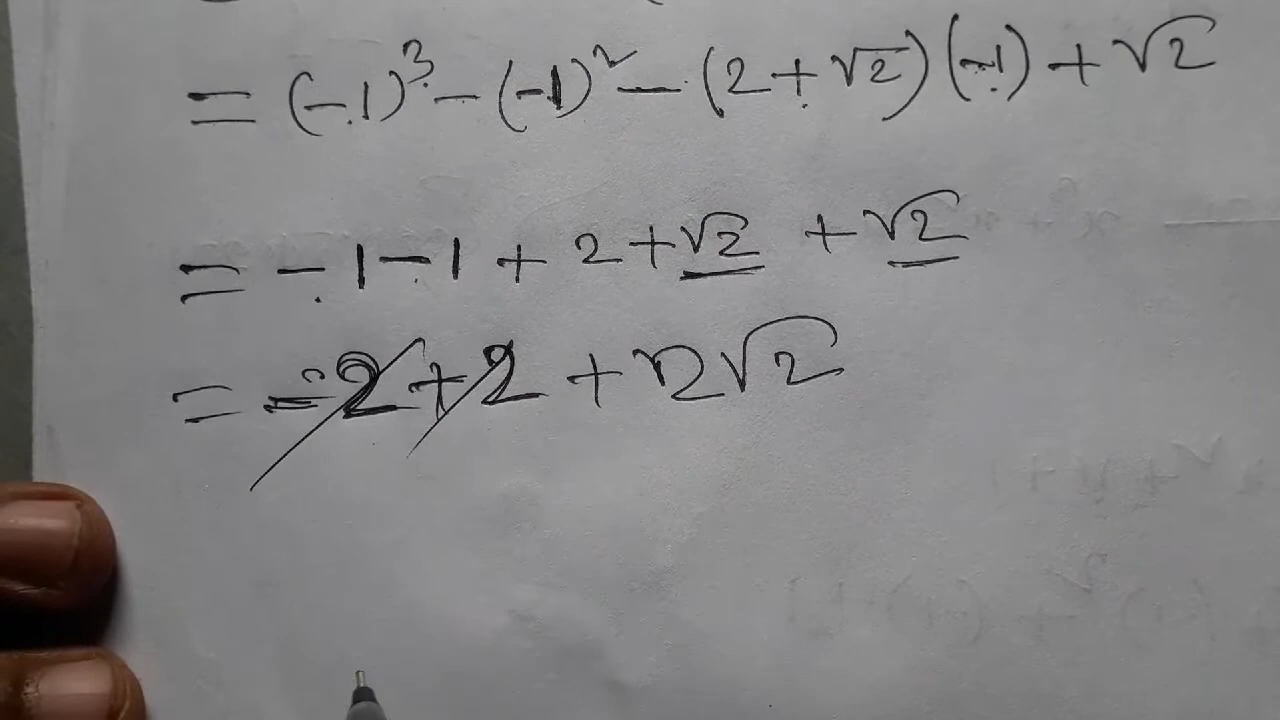 = (-1)³ - (-1)² - (2 + √2)(-1) + √2
= -1 - 1 + 2 + √2 + √2
= -2 + 2 + 2√2